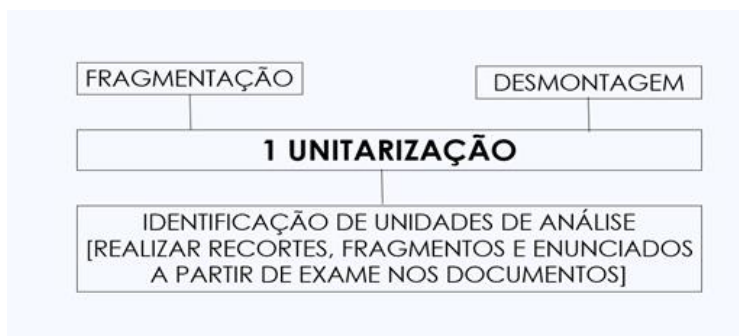 FRAGMENTAÇÃO
DESMONTAGEM
1 UNITARIZAÇÃO
IDENTIFICAÇÃO DE UNIDADES DE ANÁLISE
[REALIZAR RECORTES, FRAGMENTOS E ENUNCIADOS
A PARTIR DE EXAME NOS DOCUMENTOS]